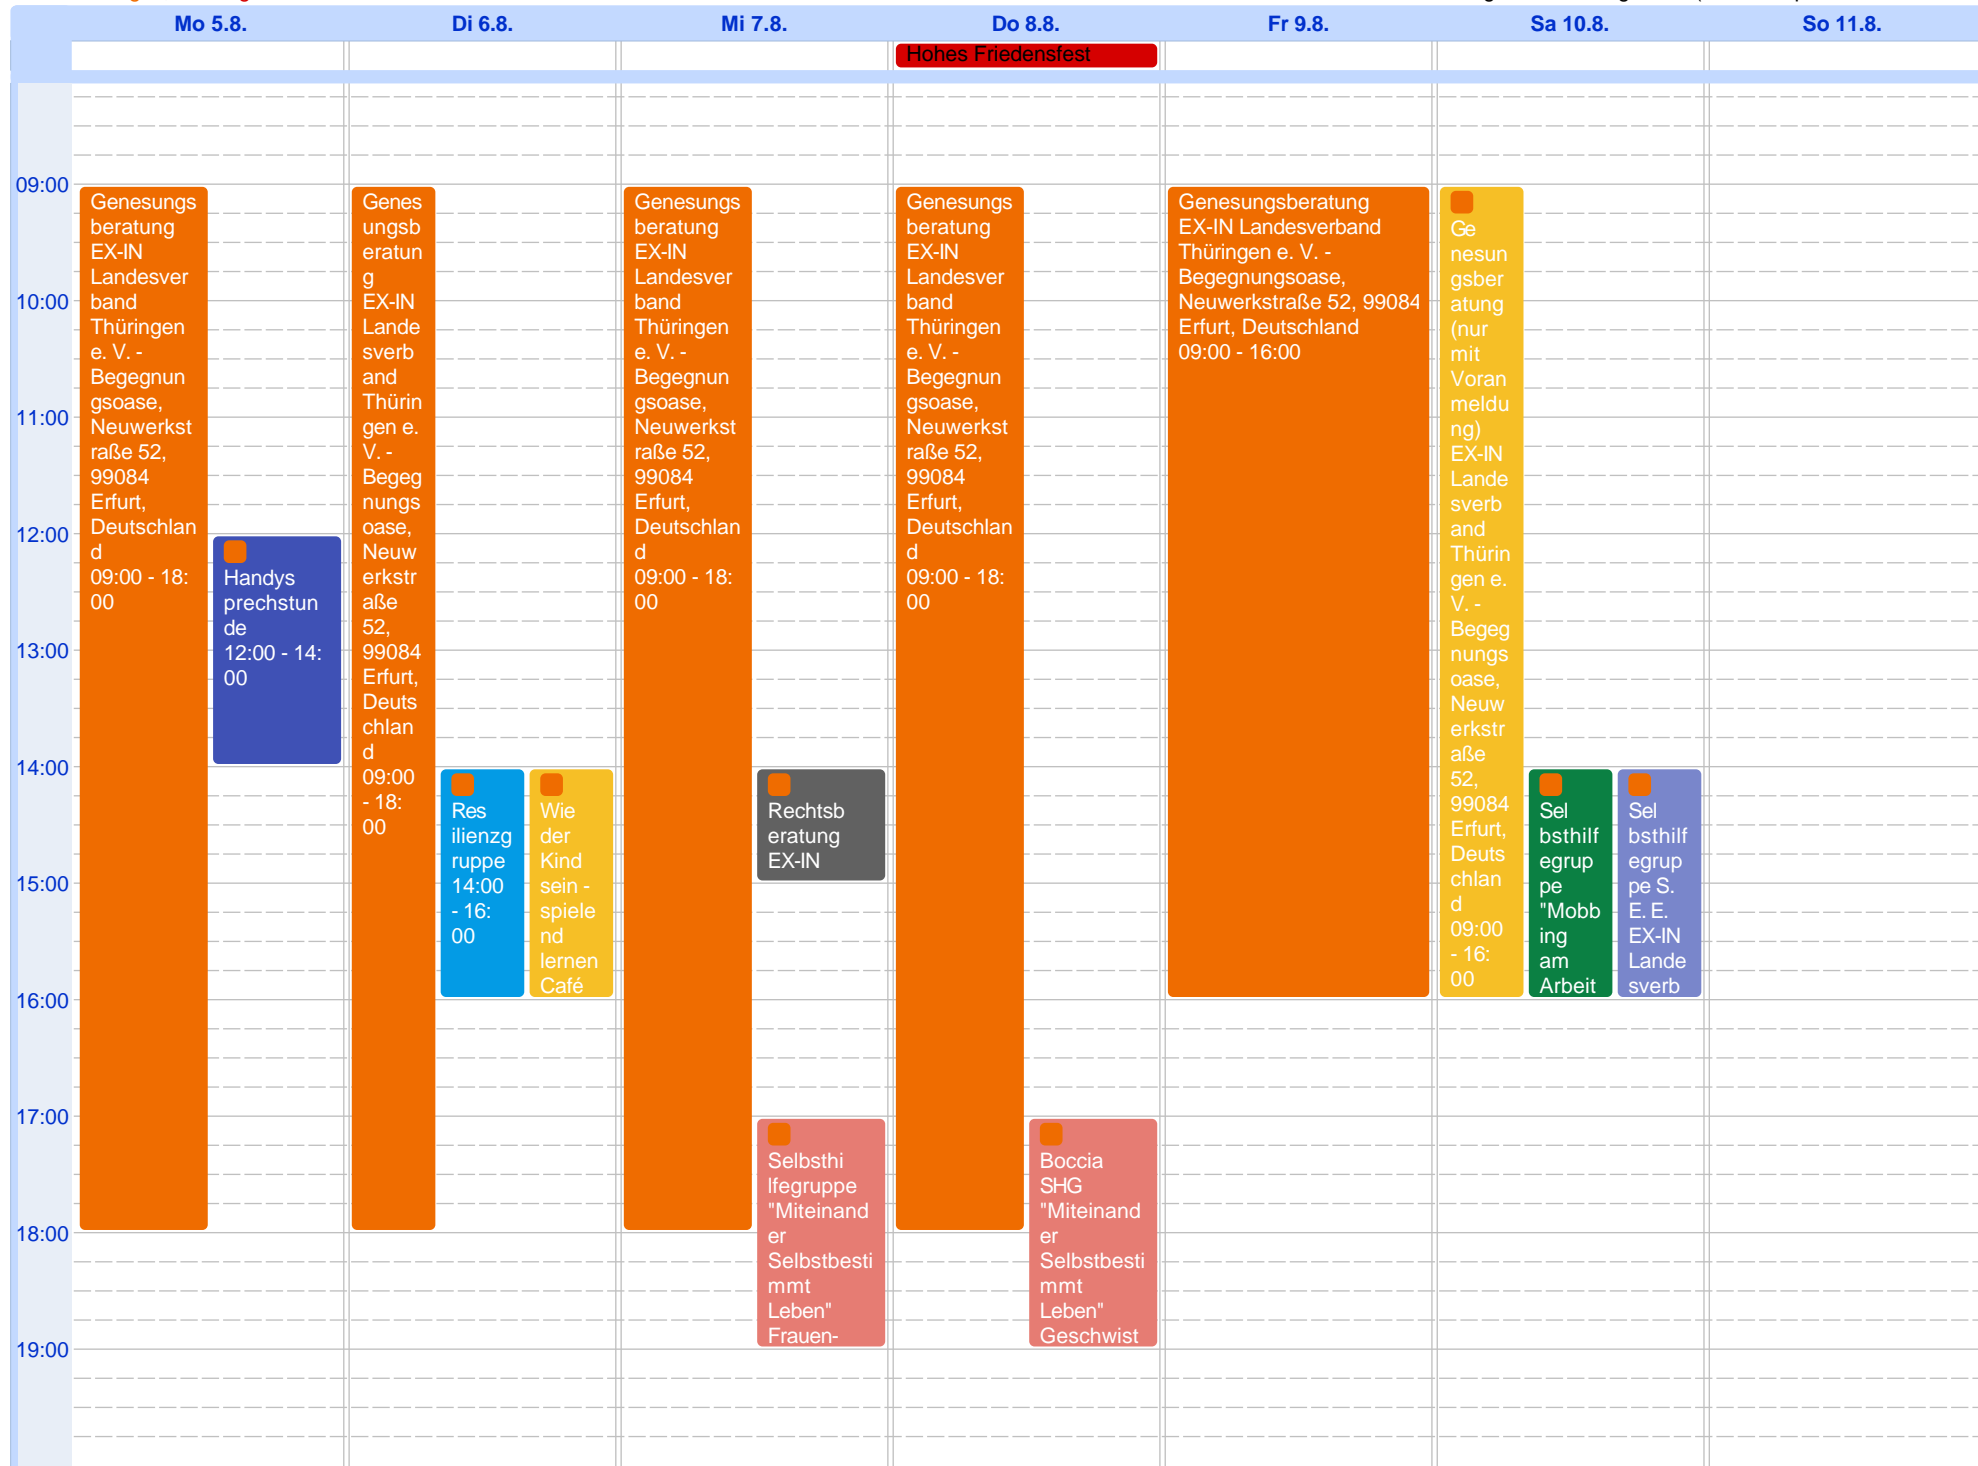 Mo 5.8.
Di 6.8.
Mi 7.8.
Do 8.8.
Fr 9.8.
Sa 10.8.
So 11.8.
Hohes Friedensfest
09:00
10:00
11:00
12:00
13:00
14:00
15:00
16:00
17:00
18:00
19:00
Genesungs
beratung
EX-IN
Landesver
band
Thüringen
e. V. -
Begegnun
gsoase,
Neuwerkst
raße 52,
99084
Erfurt,
Deutschlan
d
09:00 - 18:
00
Handys
prechstun
de
12:00 - 14:
00
Genes
ungsb
eratun
g
EX-IN
Lande
sverb
and
Thürin
gen e.
V. -
Begeg
nungs
oase,
Neuw
erkstr
aße
52,
99084
Erfurt,
Deuts
chlan
d
09:00
- 18:
00
Res
ilienzg
ruppe
14:00
- 16:
00
Wie
der
Kind
sein -
spiele
nd
lernen
Café
Genesungs
beratung
EX-IN
Landesver
band
Thüringen
e. V. -
Begegnun
gsoase,
Neuwerkst
raße 52,
99084
Erfurt,
Deutschlan
d
09:00 - 18:
00
Rechtsb
eratung
EX-IN
Selbsthi
lfegruppe
"Miteinand
er
Selbstbesti
mmt
Leben"
Frauen-
Genesungs
beratung
EX-IN
Landesver
band
Thüringen
e. V. -
Begegnun
gsoase,
Neuwerkst
raße 52,
99084
Erfurt,
Deutschlan
d
09:00 - 18:
00
Boccia
SHG
"Miteinand
er
Selbstbesti
mmt
Leben"
Geschwist
Genesungsberatung
EX-IN Landesverband
Thüringen e. V. -
Begegnungsoase,
Neuwerkstraße 52, 99084
Erfurt, Deutschland
09:00 - 16:00
Ge
nesun
gsber
atung
(nur
mit
Voran
meldu
ng)
EX-IN
Lande
sverb
and
Thürin
gen e.
V. -
Begeg
nungs
oase,
Neuw
erkstr
aße
52,
99084
Erfurt,
Deuts
chlan
d
09:00
- 16:
00
Sel
bsthilf
egrup
pe
"Mobb
ing
am
Arbeit
Sel
bsthilf
egrup
pe S.
E. E.
EX-IN
Lande
sverb